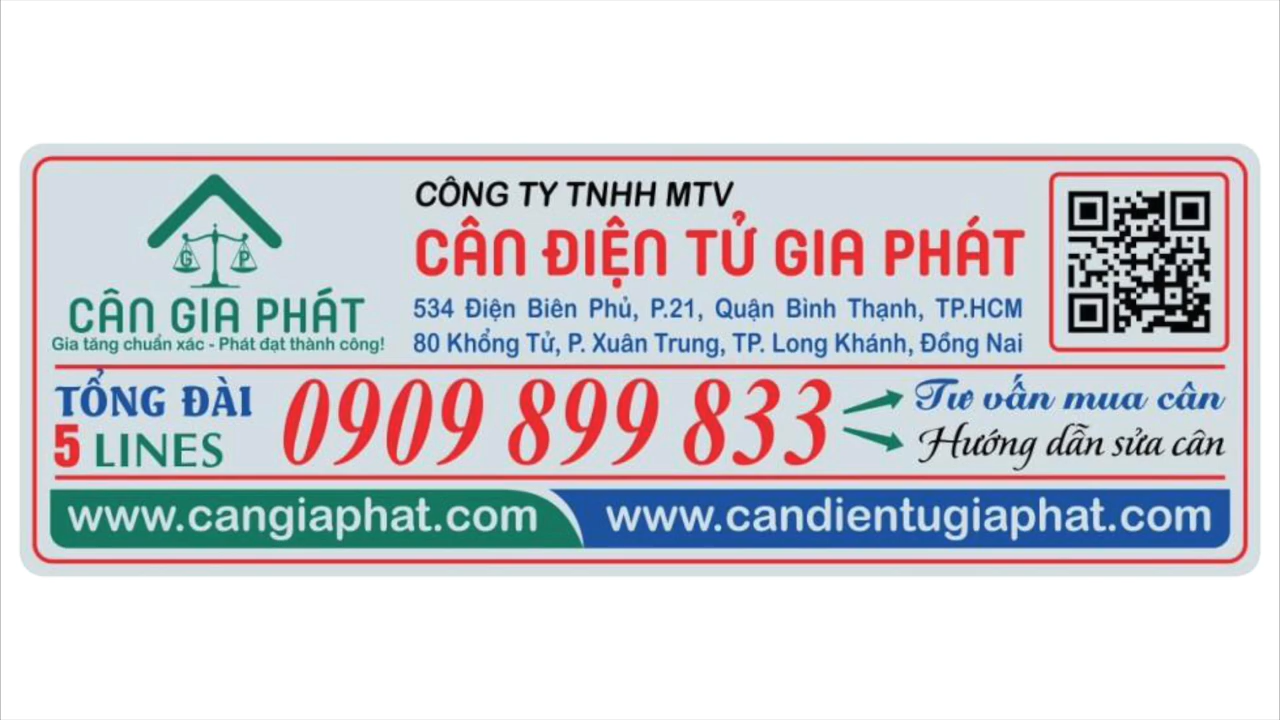 CÔNG TY TNHH MTV
CÂN ĐIỆN TỬ GIA PHÁT
534 Điện Biên Phủ, P.21, Quận Bình Thạnh, TP.HCM
80 Khổng Tử, P. Xuân Trung, TP. Long Khánh, Đồng Nai
G P
CÂN GIA PHÁT
Gia tăng chuẩn xác - Phát đạt thành công!
TỔNG ĐÀI
5 LINES
0909 899 833
Tư vấn mua cân
Hướng dẫn sửa cân
www.cangiaphat.com
www.candientugiaphat.com